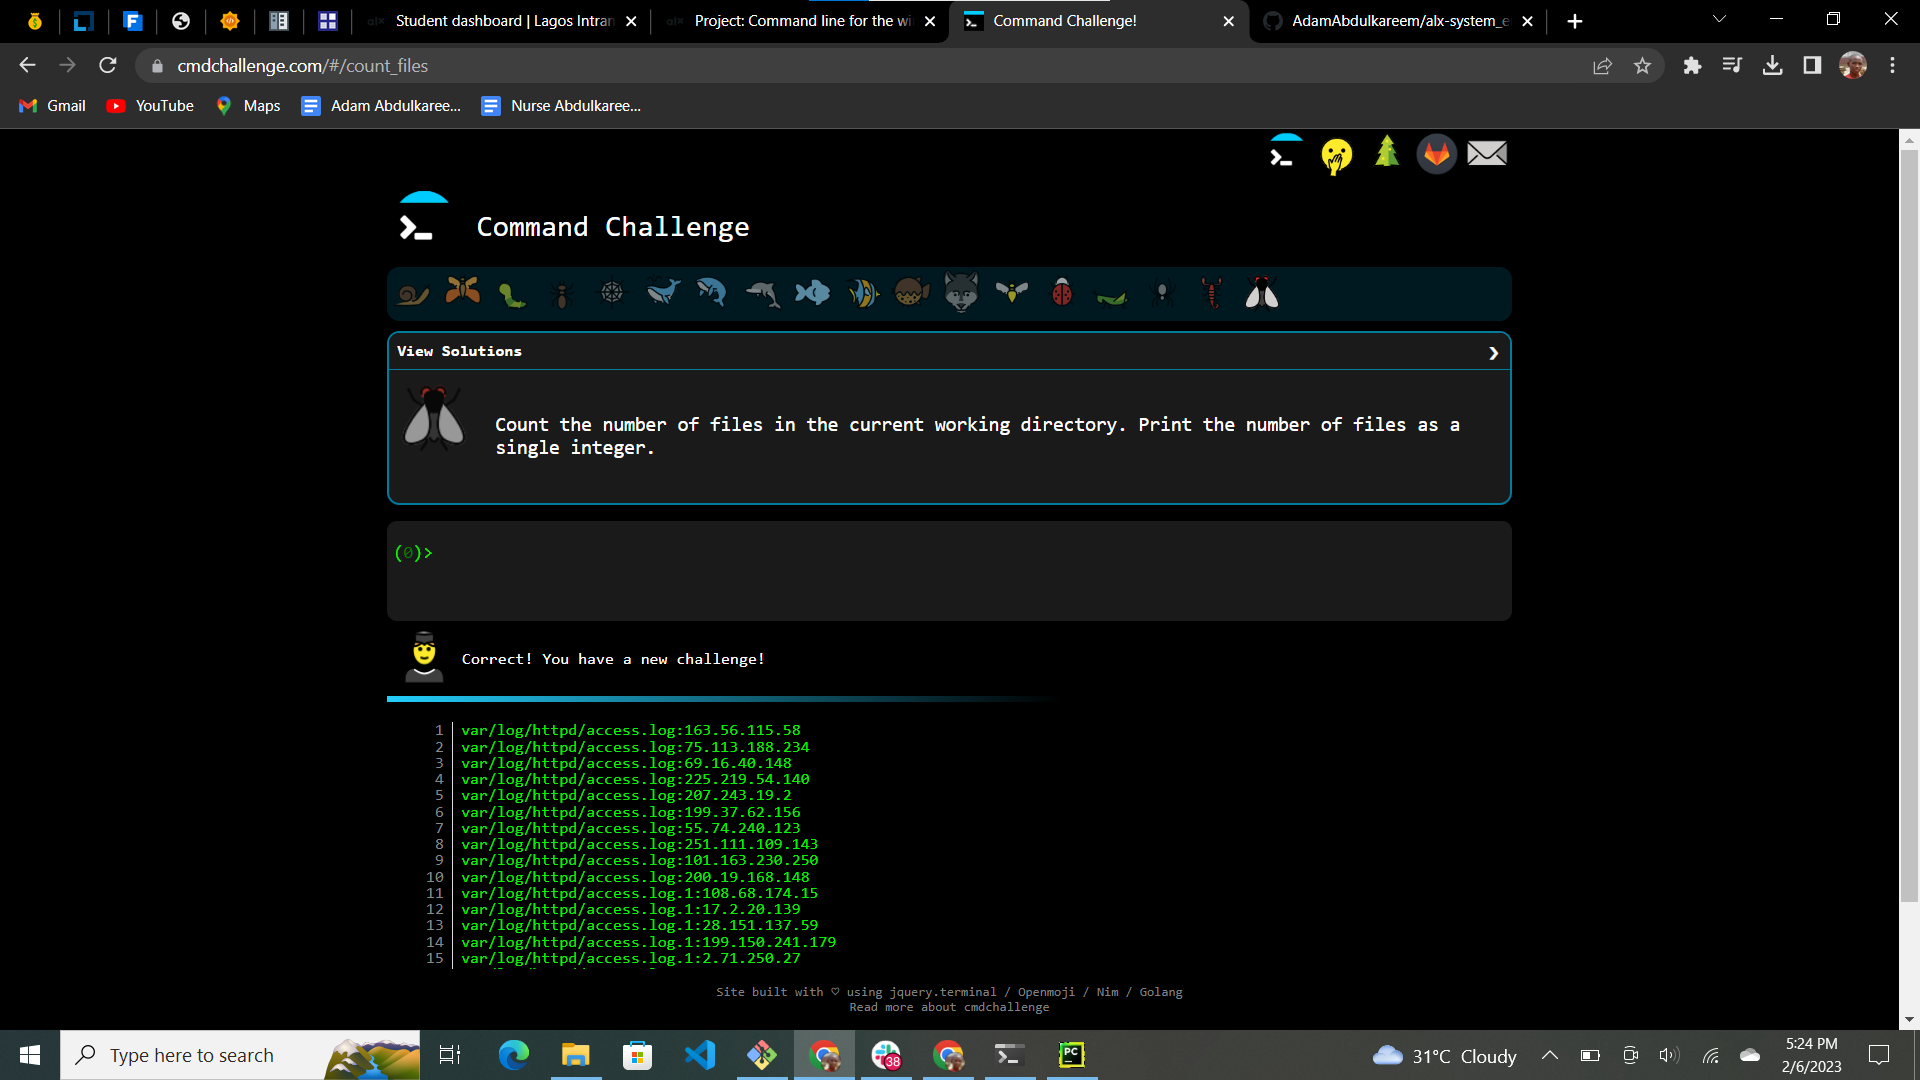 Student dashboard | Lagos Intran
Project: Command line for the wi
Command Challenge!
AdamAbdulkareem/alx-system_e
cmdchallenge.com/#/count_files
Gmail
YouTube
Maps
Adam Abdulkaree...
Nurse Abdulkaree...
Command Challenge
View Solutions
Count the number of files in the current working directory. Print the number of files as a
single integer.
(0)>
Correct! You have a new challenge!
1 var/log/httpd/access.log:163.56.115.58
2 var/log/httpd/access.log:75.113.188.234
3 var/log/httpd/access.log:69.16.40.148
4 var/log/httpd/access.log:225.219.54.140
5 var/log/httpd/access.log:207.243.19.2
6 var/log/httpd/access.log:199.37.62.156
7 var/log/httpd/access.log:55.74.240.123
8 var/log/httpd/access.log:251.111.109.143
9 var/log/httpd/access.log:101.163.230.250
10 var/log/httpd/access.log:200.19.168.148
11 var/log/httpd/access.log.1:108.68.174.15
12 var/log/httpd/access.log.1:17.2.20.139
13 var/log/httpd/access.log.1:28.151.137.59
14 var/log/httpd/access.log.1:199.150.241.179
15 var/log/httpd/access.log.1:2.71.250.27
Site built with ♡ using jquery.terminal / Openmoji / Nim / Golang
Read more about cmdchallenge
Type here to search
38
PC
31°C Cloudy
5:24 PM
2/6/2023